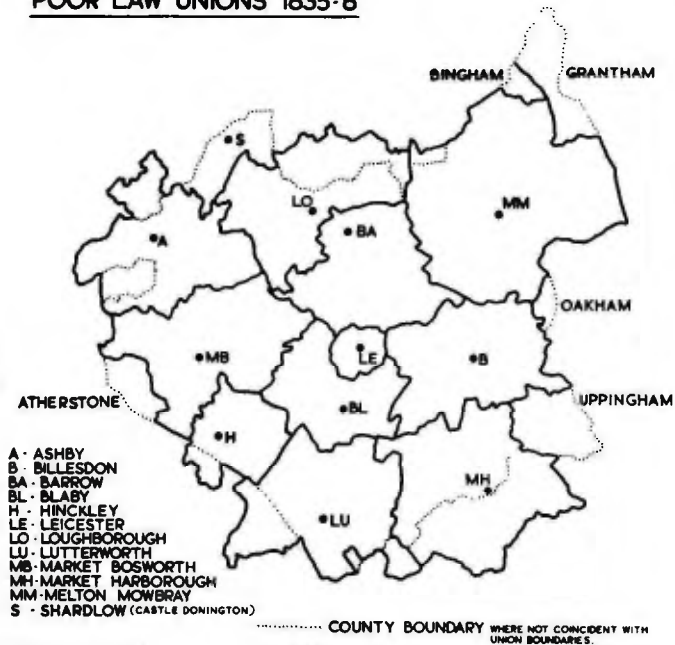 POOR LAW UNIONS 1835-8
BINGHAM
GRANTHAM
S
LO
MM
BA
A
OAKHAM
MB
LE
B
ATHERSTONE
BL
UPPINGHAM
H
MH
LU
A · ASHBY
B · BILLESDON
BA · BARROW
BL · BLABY
H · HINCKLEY
LE · LEICESTER
LO · LOUGHBOROUGH
LU · LUTTERWORTH
MB · MARKET BOSWORTH
MH · MARKET HARBOROUGH
MM · MELTON MOWBRAY
S · SHARDLOW (CASTLE DONINGTON)
COUNTY BOUNDARY WHERE NOT COINCIDENT WITH
UNION BOUNDARIES.